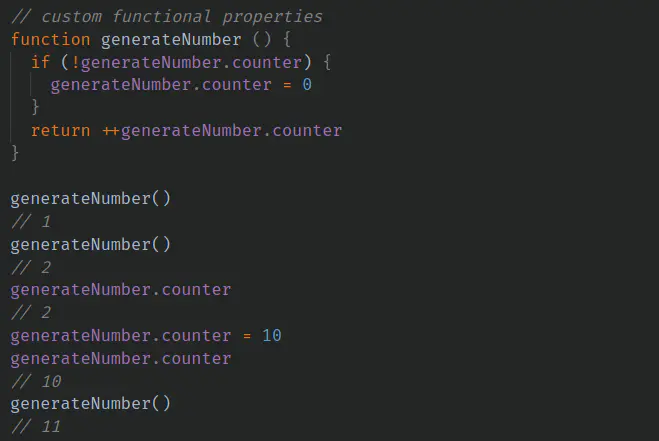 // custom functional properties
function generateNumber () {
  if (!generateNumber.counter) {
    generateNumber.counter = 0
  }
  return ++generateNumber.counter
}

generateNumber()
// 1
generateNumber()
// 2
generateNumber.counter
// 2
generateNumber.counter = 10
generateNumber.counter
// 10
generateNumber()
// 11